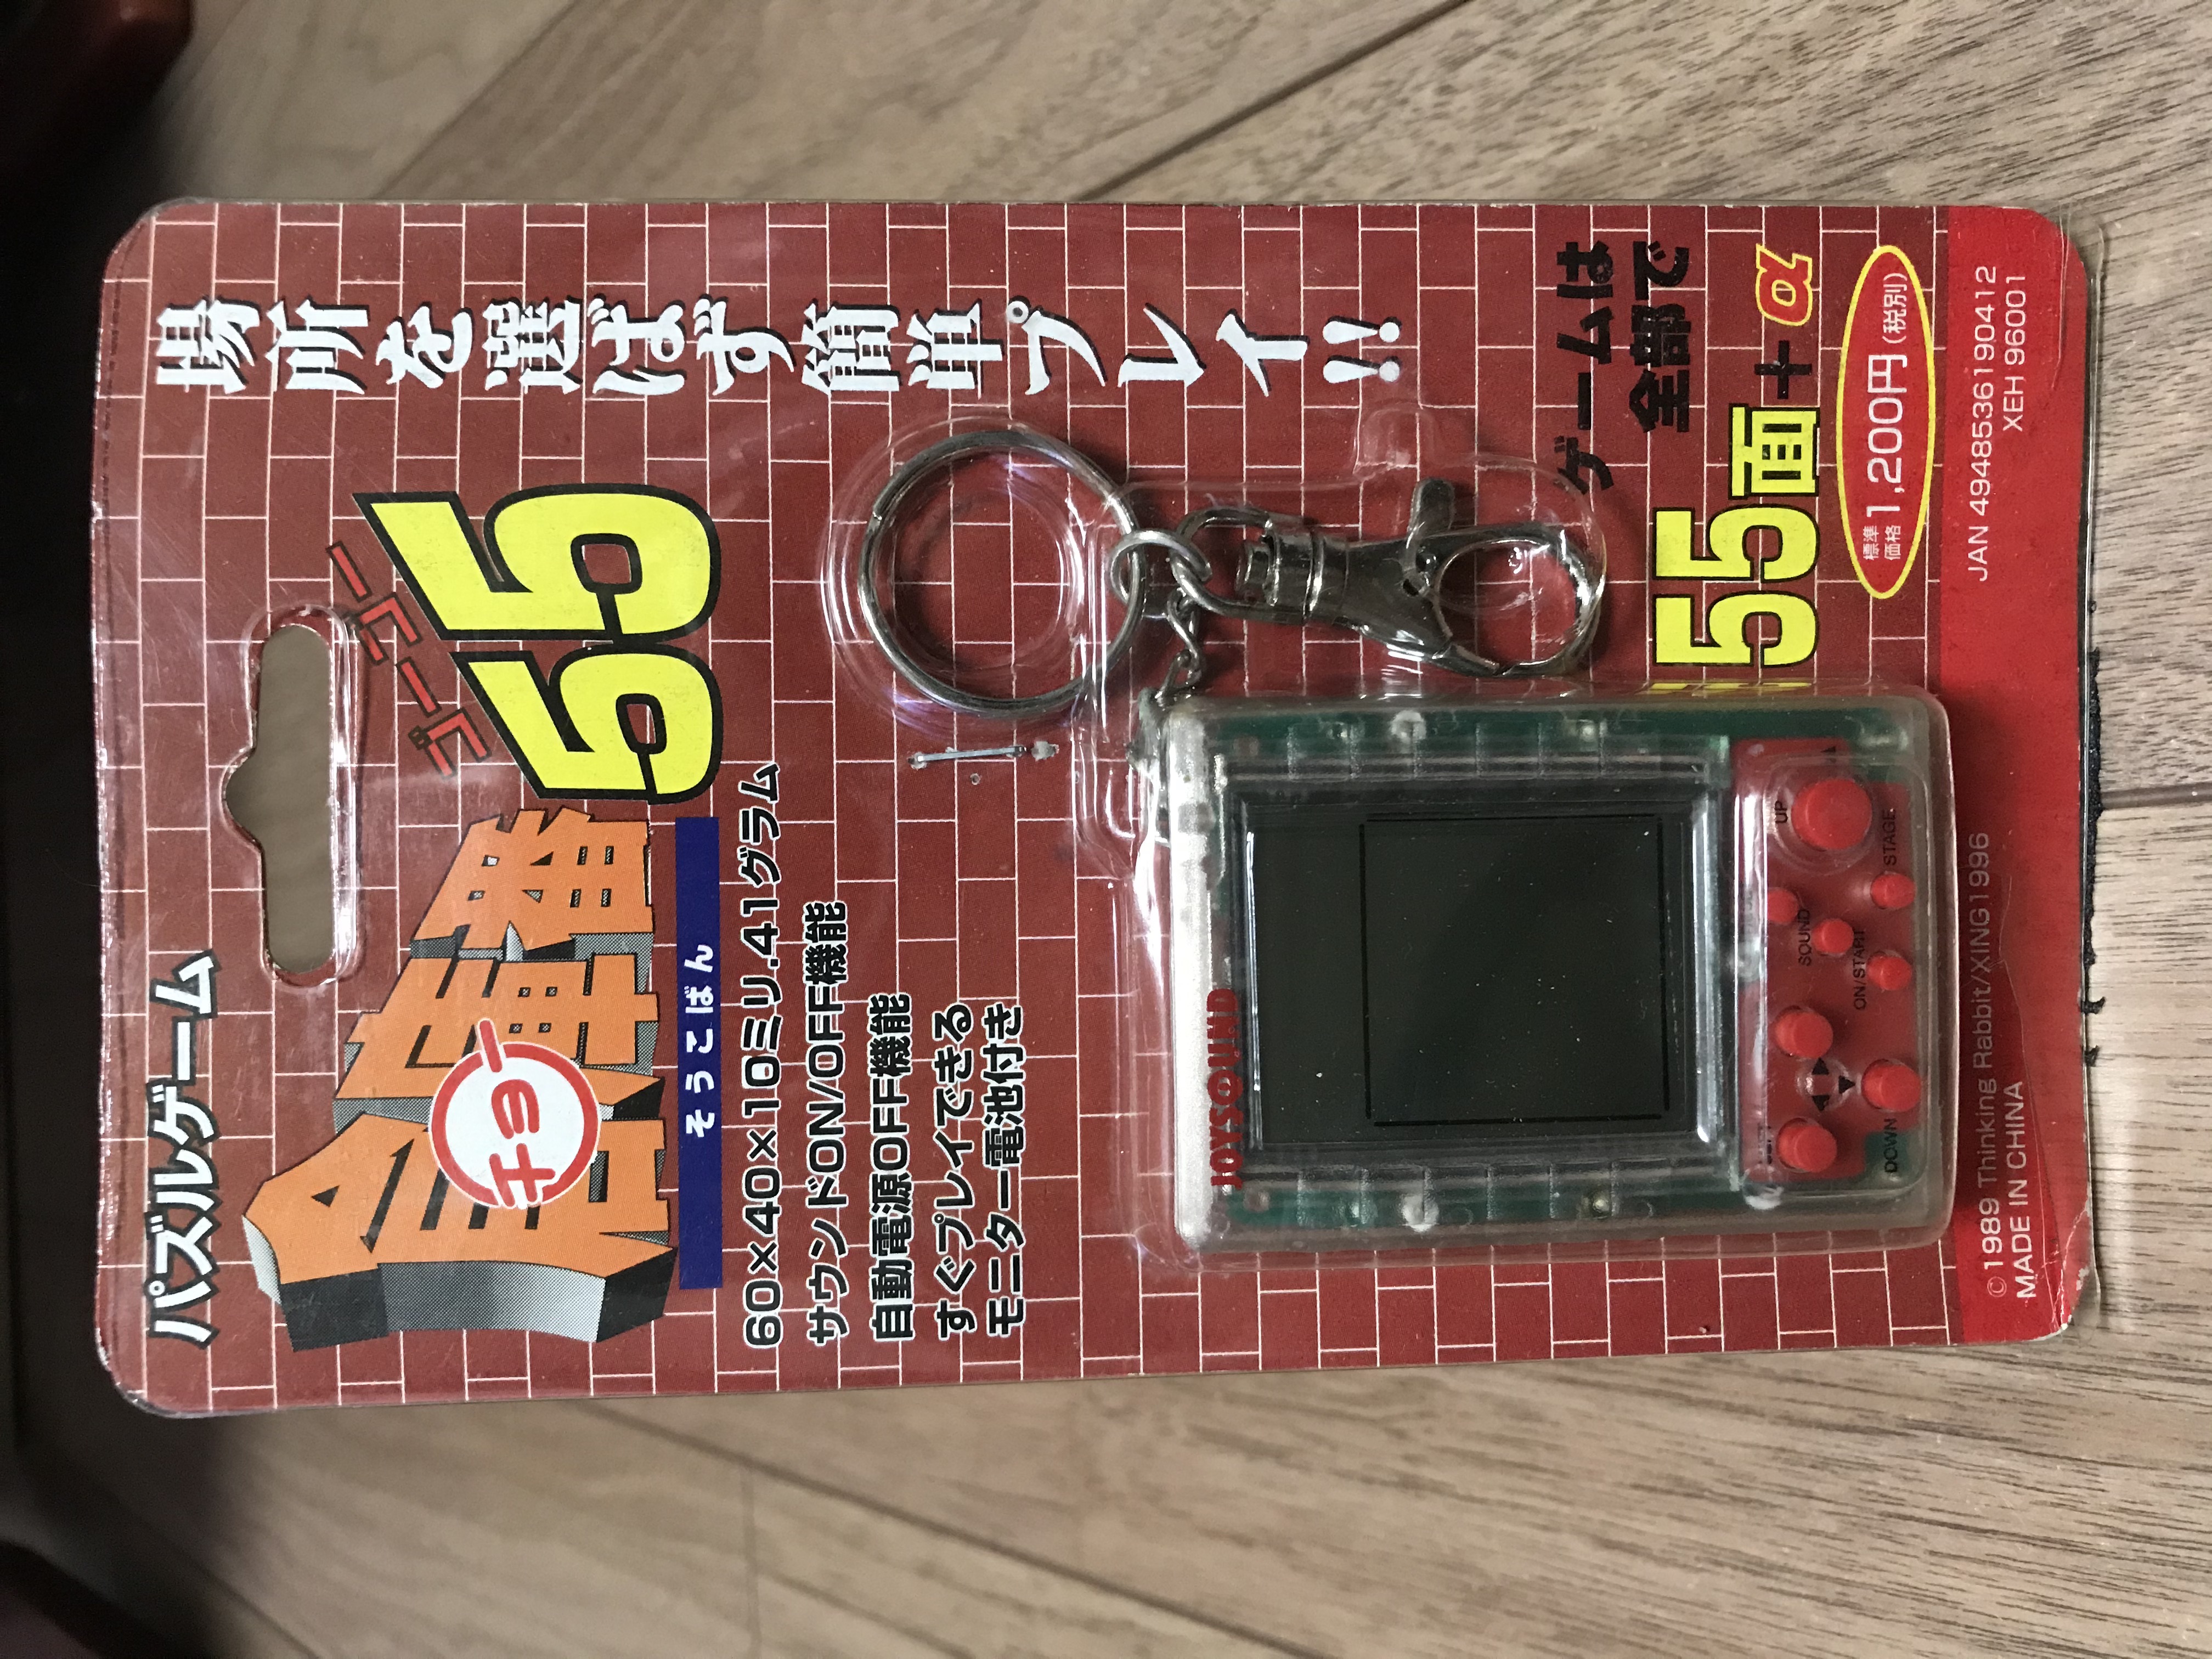 パズルゲーム
ゴーゴー
倉庫番55
チョー
そうこばん
60×40×10ミリ.41グラム
サウンドON/OFF機能
自動電源OFF機能
すぐプレイできる
モニター電池付き
場所を選ばず簡単プレイ!!
ゲームは
全部で
55面+α
標準価格 1,200円(税別)
JOYSOUND
UP
SOUND
STAGE
ON/START
DOWN
©1989 Thinking Rabbit/XING1996
MADE IN CHINA
JAN 4948536190412
XEH 96001